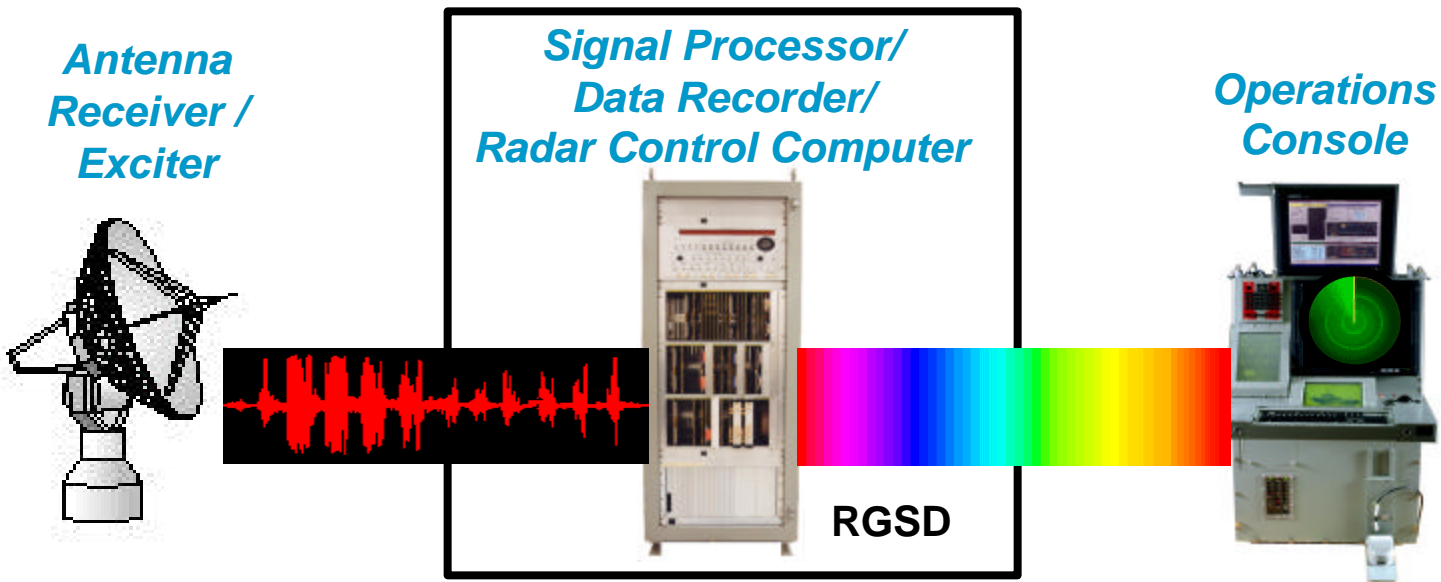 Antenna
Receiver /
Exciter
Signal Processor/
Data Recorder/
Radar Control Computer
Operations
Console
RGSD